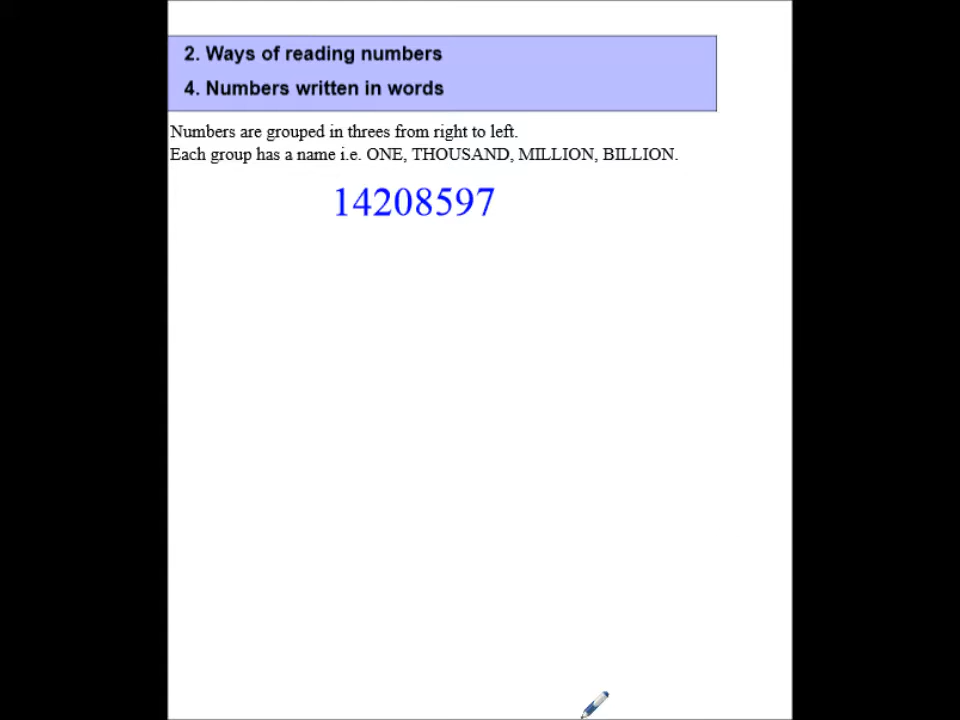 2. Ways of reading numbers
4. Numbers written in words
Numbers are grouped in threes from right to left.
Each group has a name i.e. ONE, THOUSAND, MILLION, BILLION.
14208597